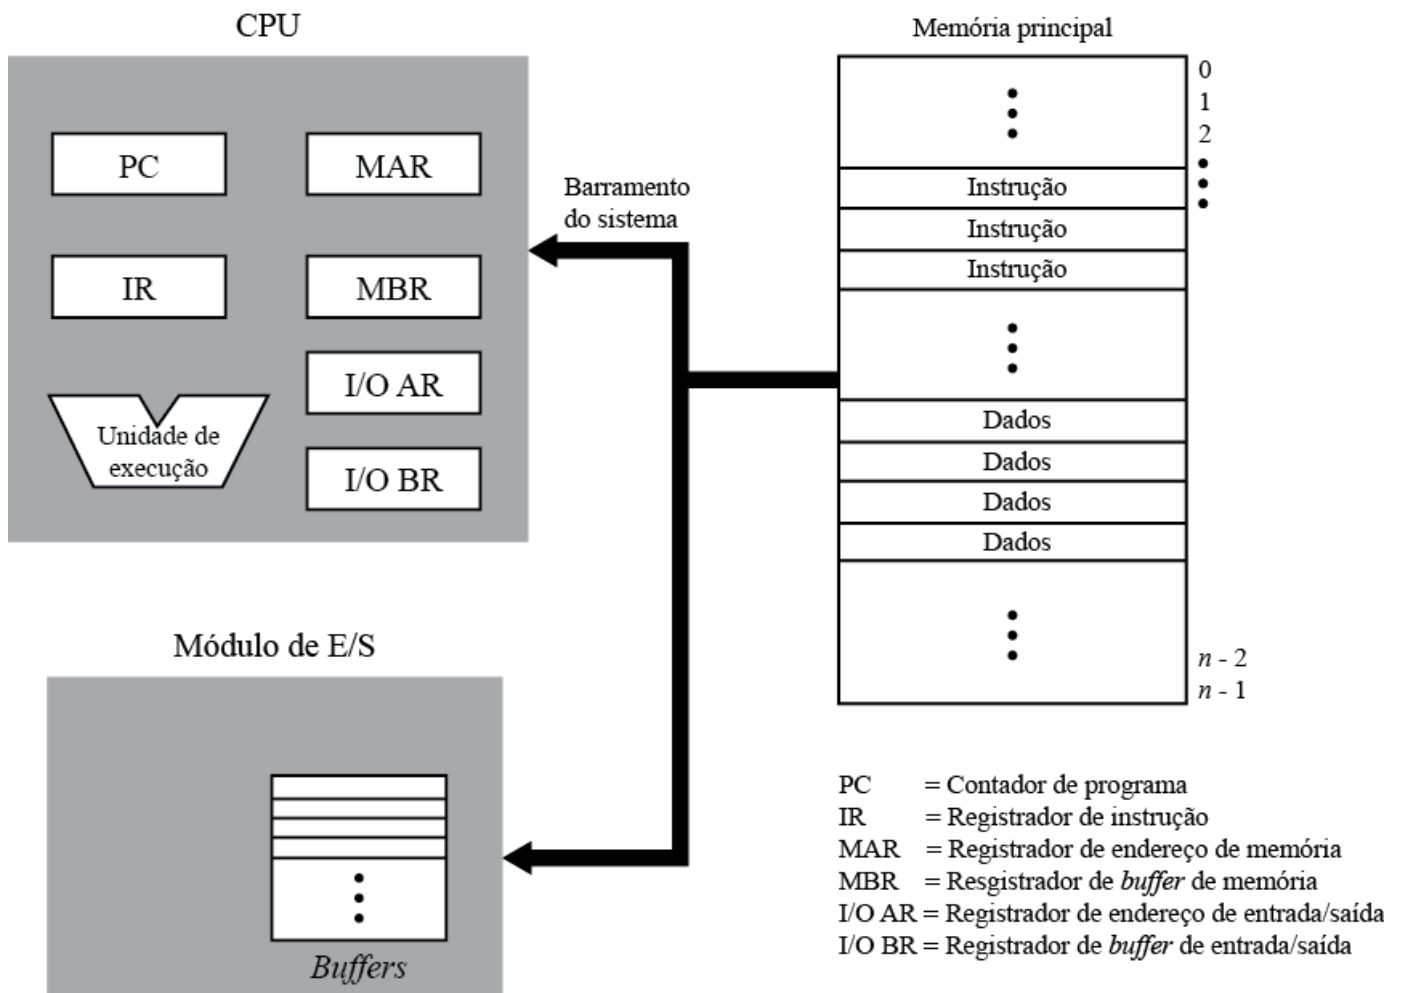 CPU
PC
MAR
IR
MBR
I/O AR
I/O BR
Unidade de
execução
Barramento
do sistema
Memória principal
0
1
2
Instrução
Instrução
Instrução
Dados
Dados
Dados
Dados
n - 2
n - 1
Módulo de E/S
Buffers
PC = Contador de programa
IR = Registrador de instrução
MAR = Registrador de endereço de memória
MBR = Resgistrador de buffer de memória
I/O AR = Registrador de endereço de entrada/saída
I/O BR = Registrador de buffer de entrada/saída